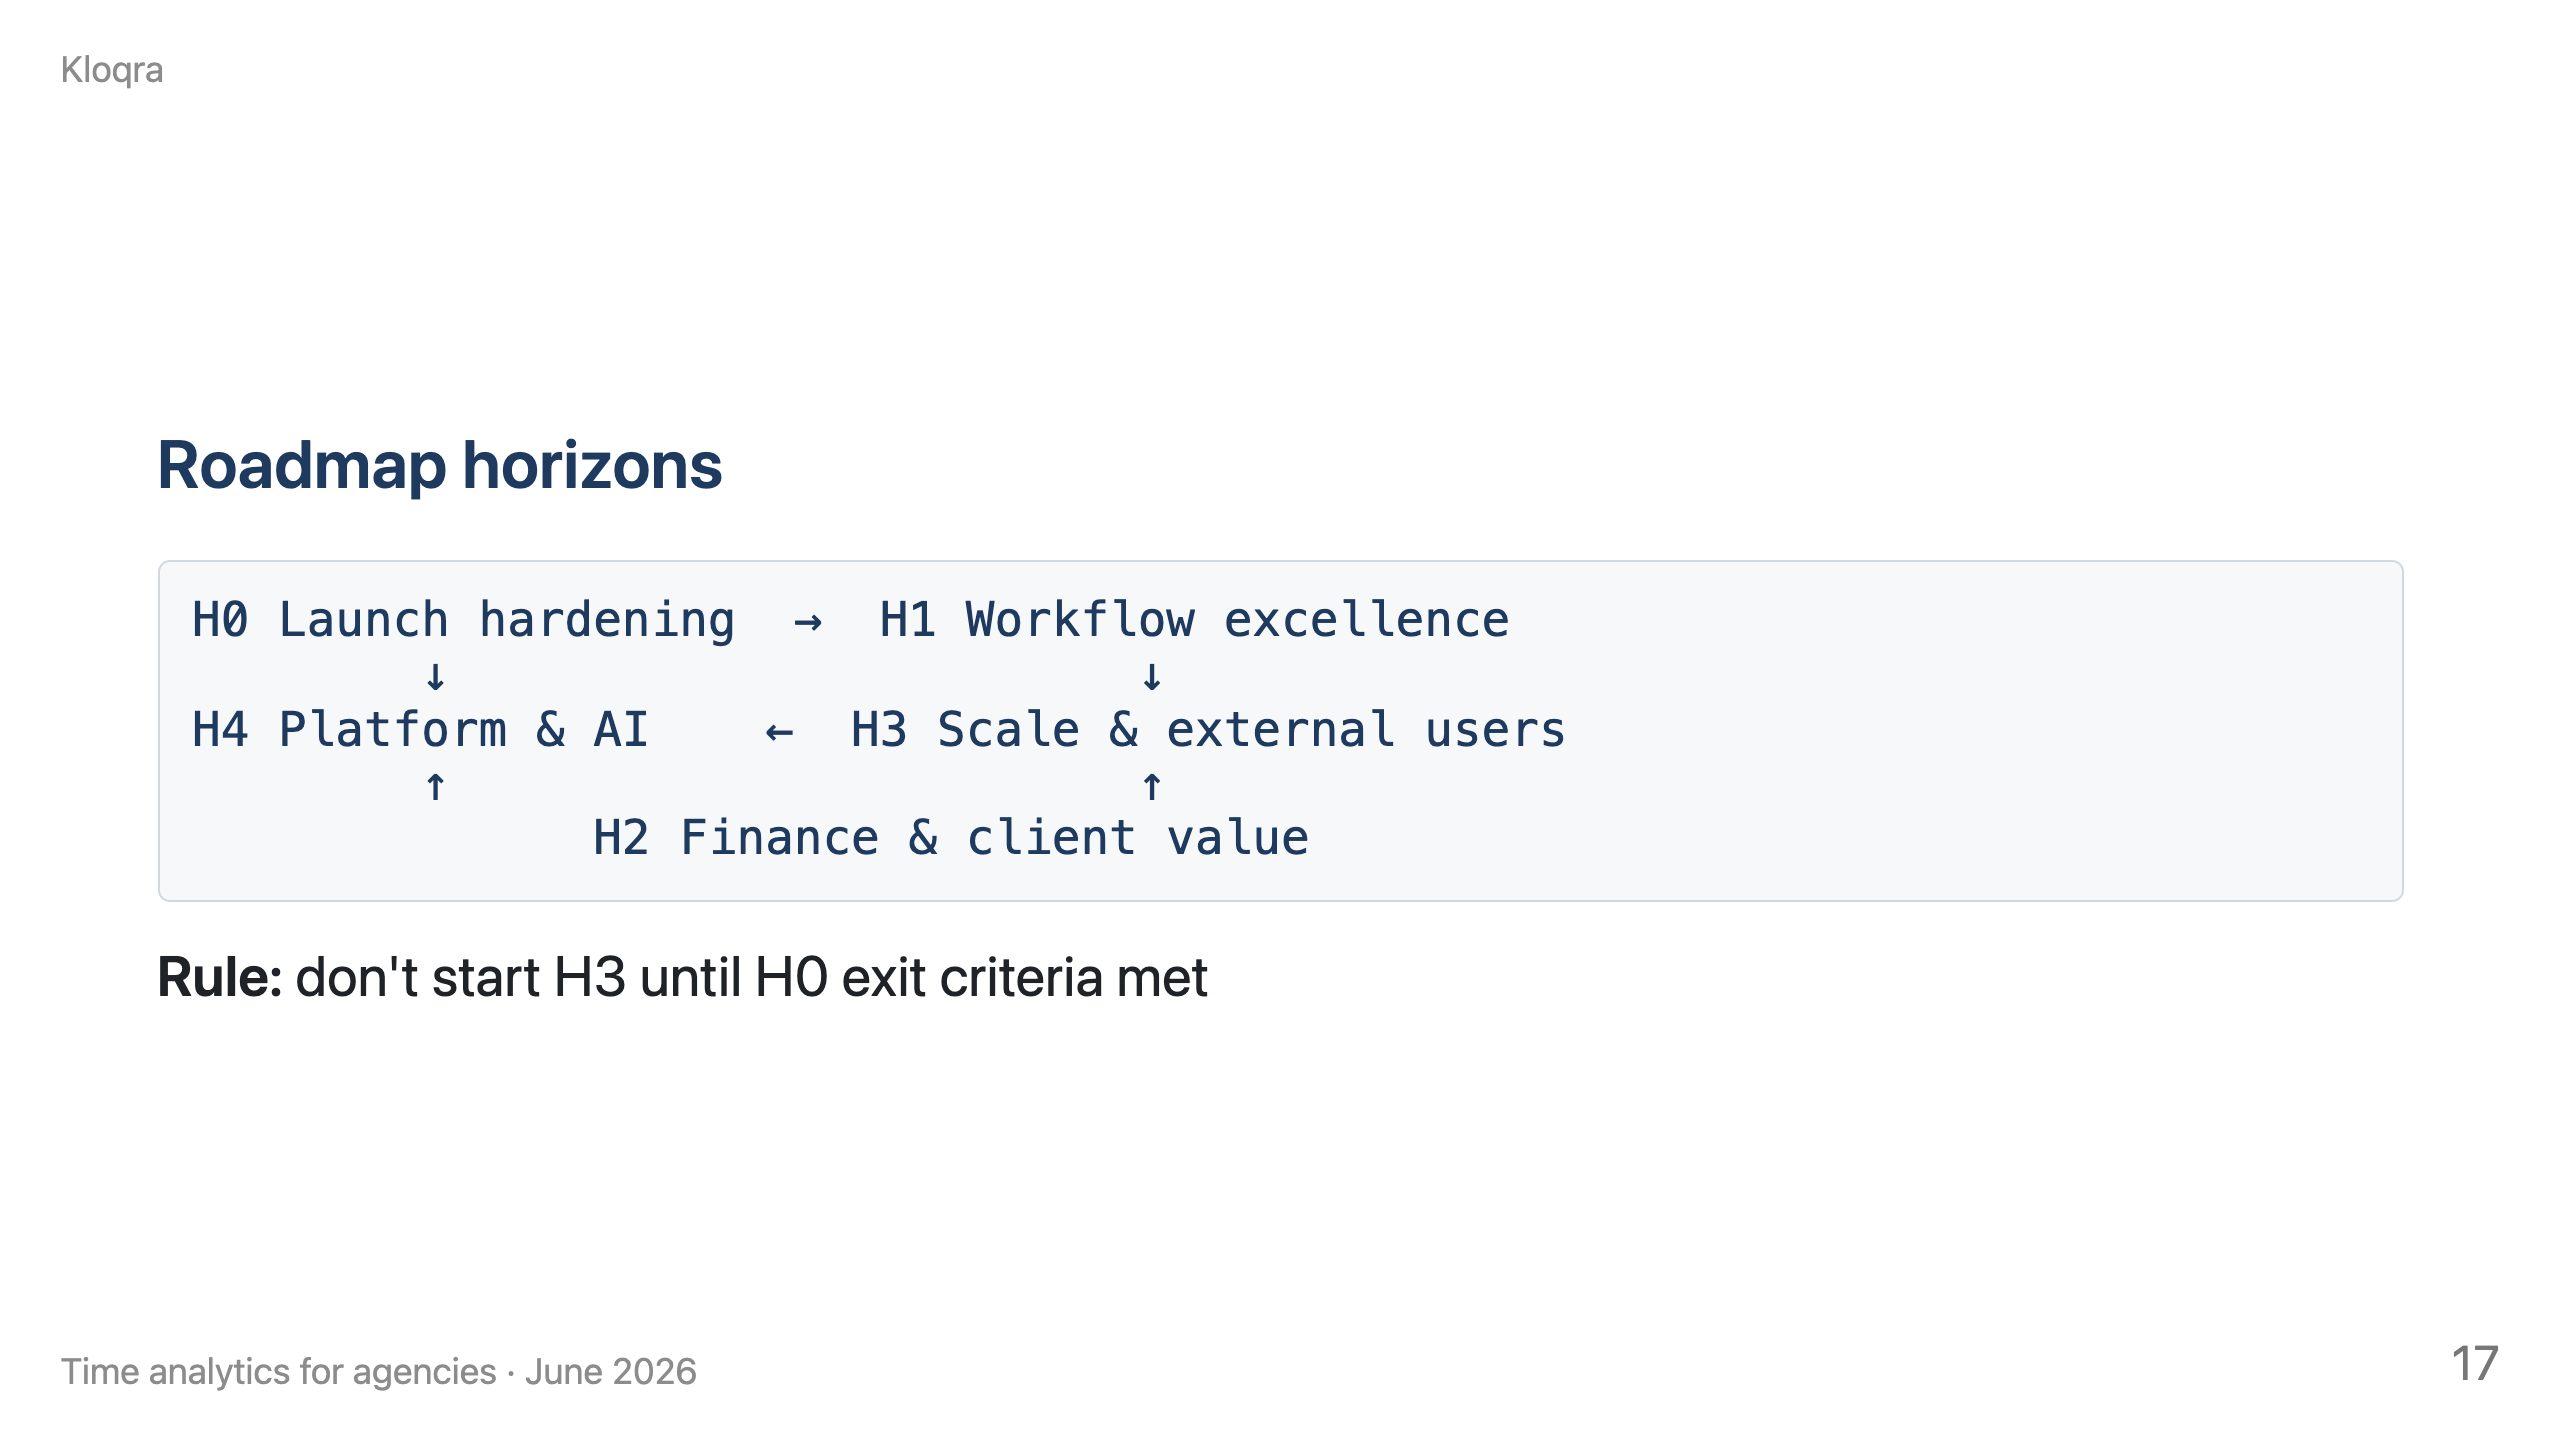 Kloqra
Roadmap horizons
H0 Launch hardening  →  H1 Workflow excellence
        ↓                        ↓
H4 Platform & AI    ←  H3 Scale & external users
        ↑                        ↑
              H2 Finance & client value
Rule: don't start H3 until H0 exit criteria met
Time analytics for agencies · June 2026
17